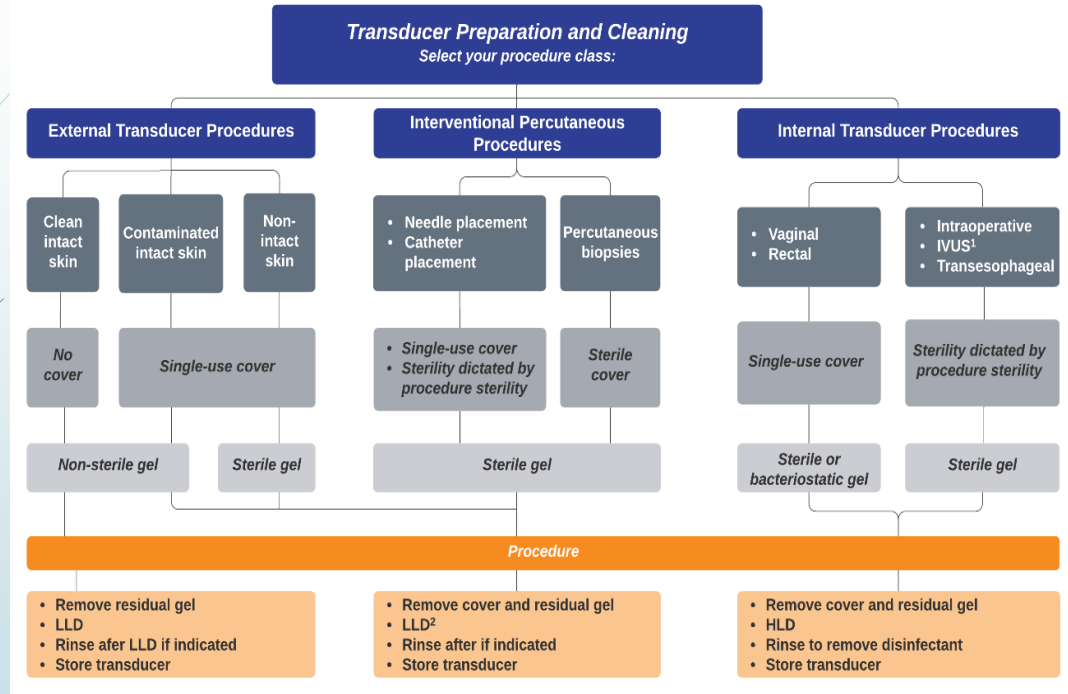 Transducer Preparation and Cleaning
Select your procedure class:
External Transducer Procedures
Interventional Percutaneous
Procedures
Internal Transducer Procedures
Clean
intact
skin
Contaminated
intact skin
Non-
intact
skin
• Needle placement
• Catheter
placement
Percutaneous
biopsies
• Vaginal
• Rectal
• Intraoperative
• IVUS¹
• Transesophageal
No
cover
Single-use cover
• Single-use cover
• Sterility dictated by
procedure sterility
Sterile
cover
Single-use cover
Sterility dictated by
procedure sterility
Non-sterile gel
Sterile gel
Sterile gel
Sterile or
bacteriostatic gel
Sterile gel
Procedure
• Remove residual gel
• LLD
• Rinse afer LLD if indicated
• Store transducer
• Remove cover and residual gel
• LLD²
• Rinse after if indicated
• Store transducer
• Remove cover and residual gel
• HLD
• Rinse to remove disinfectant
• Store transducer